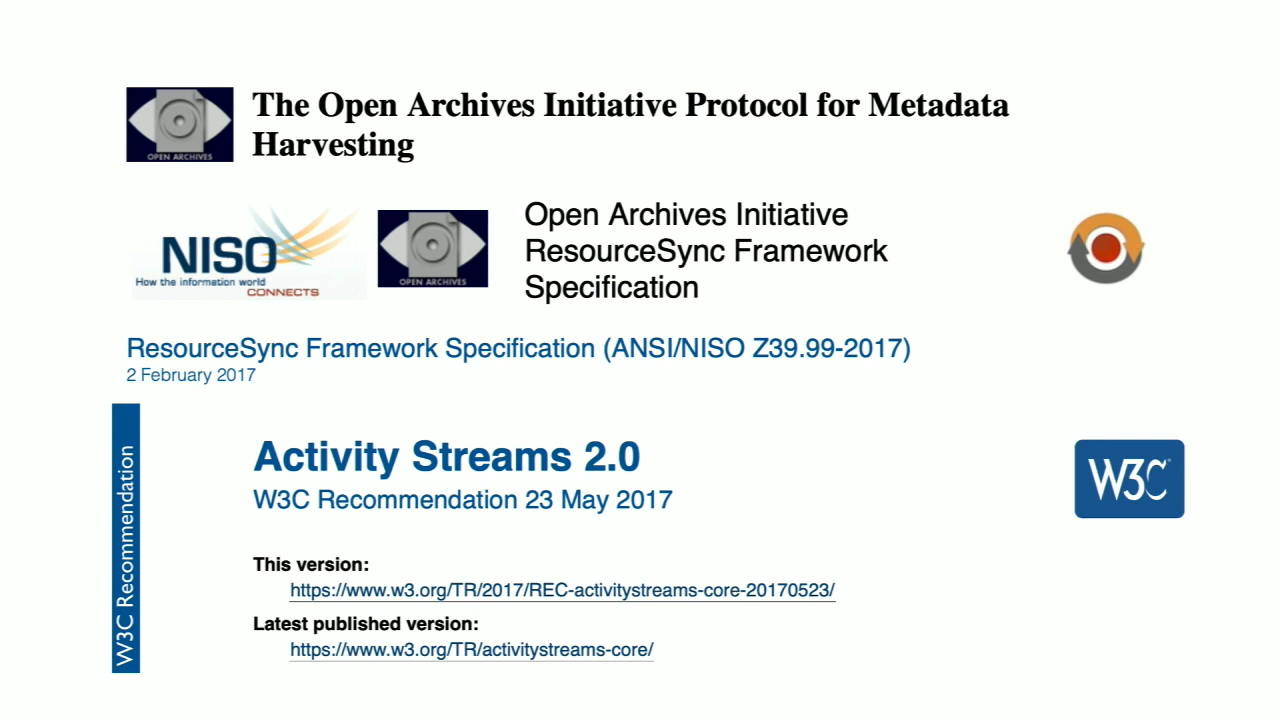 The Open Archives Initiative Protocol for Metadata
Harvesting
OPEN ARCHIVES
NISO
How the information world
CONNECTS
OPEN ARCHIVES
Open Archives Initiative
ResourceSync Framework
Specification
ResourceSync Framework Specification (ANSI/NISO Z39.99-2017)
2 February 2017
W3C Recommendation
Activity Streams 2.0
W3C Recommendation 23 May 2017
W3C
This version:
https://www.w3.org/TR/2017/REC-activitystreams-core-20170523/
Latest published version:
https://www.w3.org/TR/activitystreams-core/